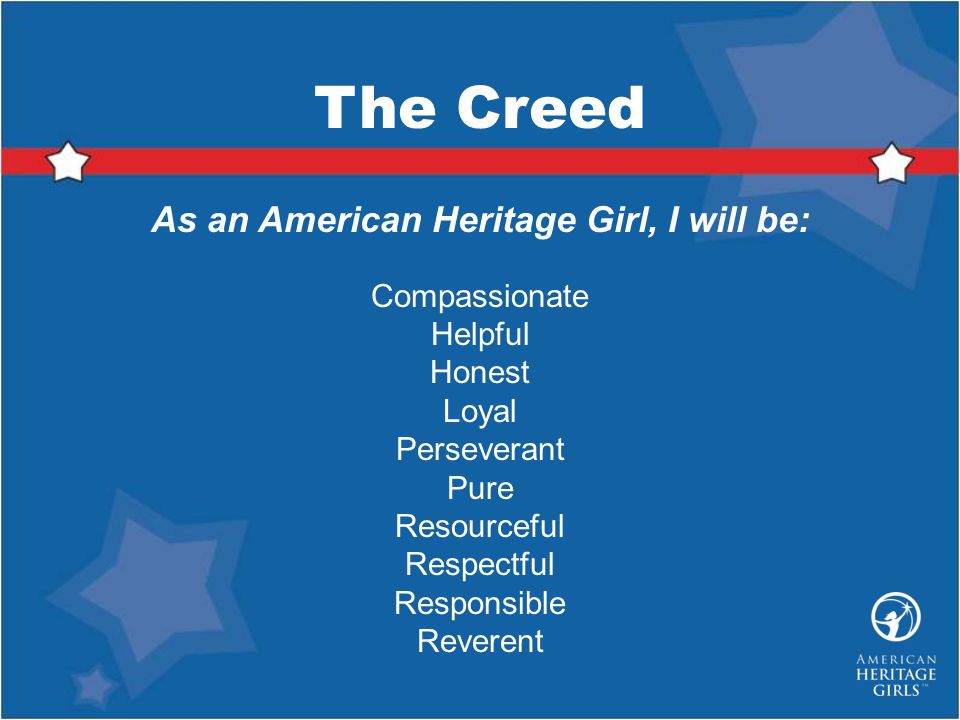 The Creed
As an American Heritage Girl, I will be:
Compassionate
Helpful
Honest
Loyal
Perseverant
Pure
Resourceful
Respectful
Responsible
Reverent
AMERICAN
HERITAGE
GIRLS™